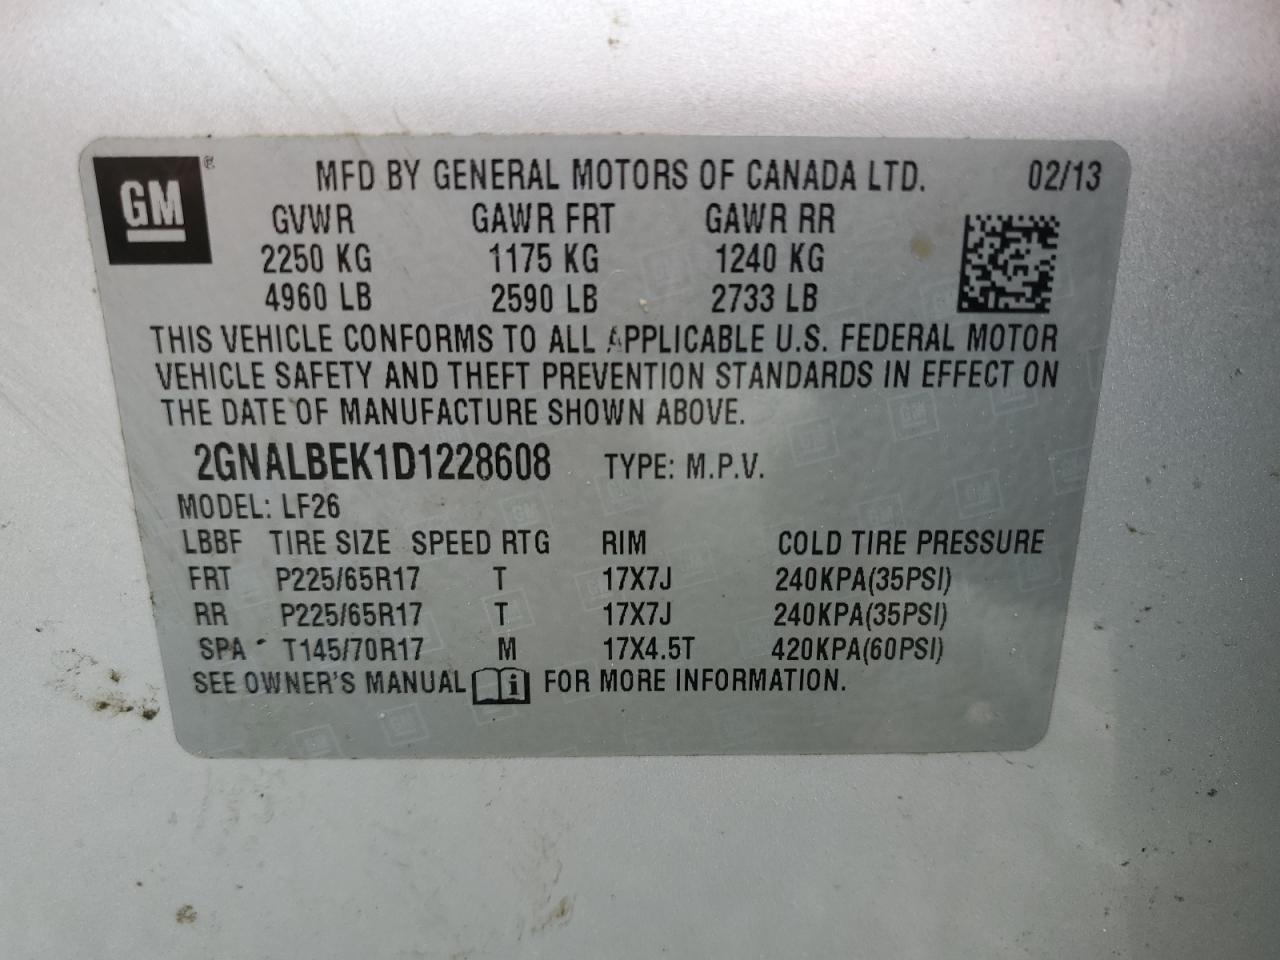 GM ® MFD BY GENERAL MOTORS OF CANADA LTD. 02/13
GVWR GAWR FRT GAWR RR
2250 KG 1175 KG 1240 KG
4960 LB 2590 LB 2733 LB
THIS VEHICLE CONFORMS TO ALL APPLICABLE U.S. FEDERAL MOTOR
VEHICLE SAFETY AND THEFT PREVENTION STANDARDS IN EFFECT ON
THE DATE OF MANUFACTURE SHOWN ABOVE.
2GNALBEK1D1228608 TYPE: M.P.V.
MODEL: LF26
LBBF TIRE SIZE SPEED RTG RIM COLD TIRE PRESSURE
FRT P225/65R17 T 17X7J 240KPA(35PSI)
RR P225/65R17 T 17X7J 240KPA(35PSI)
SPA T145/70R17 M 17X4.5T 420KPA(60PSI)
SEE OWNER'S MANUAL i FOR MORE INFORMATION.